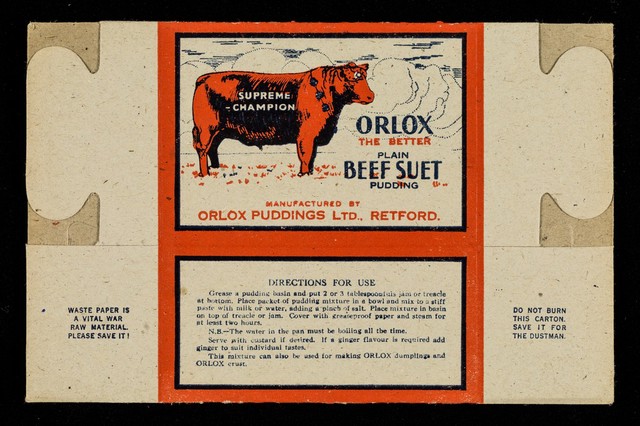 SUPREME
- CHAMPION
ORLOX
THE BETTER
PLAIN
BEEF SUET
PUDDING
MANUFACTURED BY
ORLOX PUDDINGS LTD., RETFORD.
DIRECTIONS FOR USE
Grease a pudding basin and put 2 or 3 tablespoonfuls jam or treacle
at bottom. Place packet of pudding mixture in a bowl and mix to a stiff
paste with milk or water, adding a pinch of salt. Place mixture in basin
on top of treacle or jam. Cover with greaseproof paper and steam for
at least two hours.
N.B.—The water in the pan must be boiling all the time.
Serve with custard if desired. If a ginger flavour is required add
ginger to suit individual tastes.
This mixture can also be used for making ORLOX dumplings and
ORLOX crust.
WASTE PAPER IS
A VITAL WAR
RAW MATERIAL.
PLEASE SAVE IT!
DO NOT BURN
THIS CARTON.
SAVE IT FOR
THE DUSTMAN.